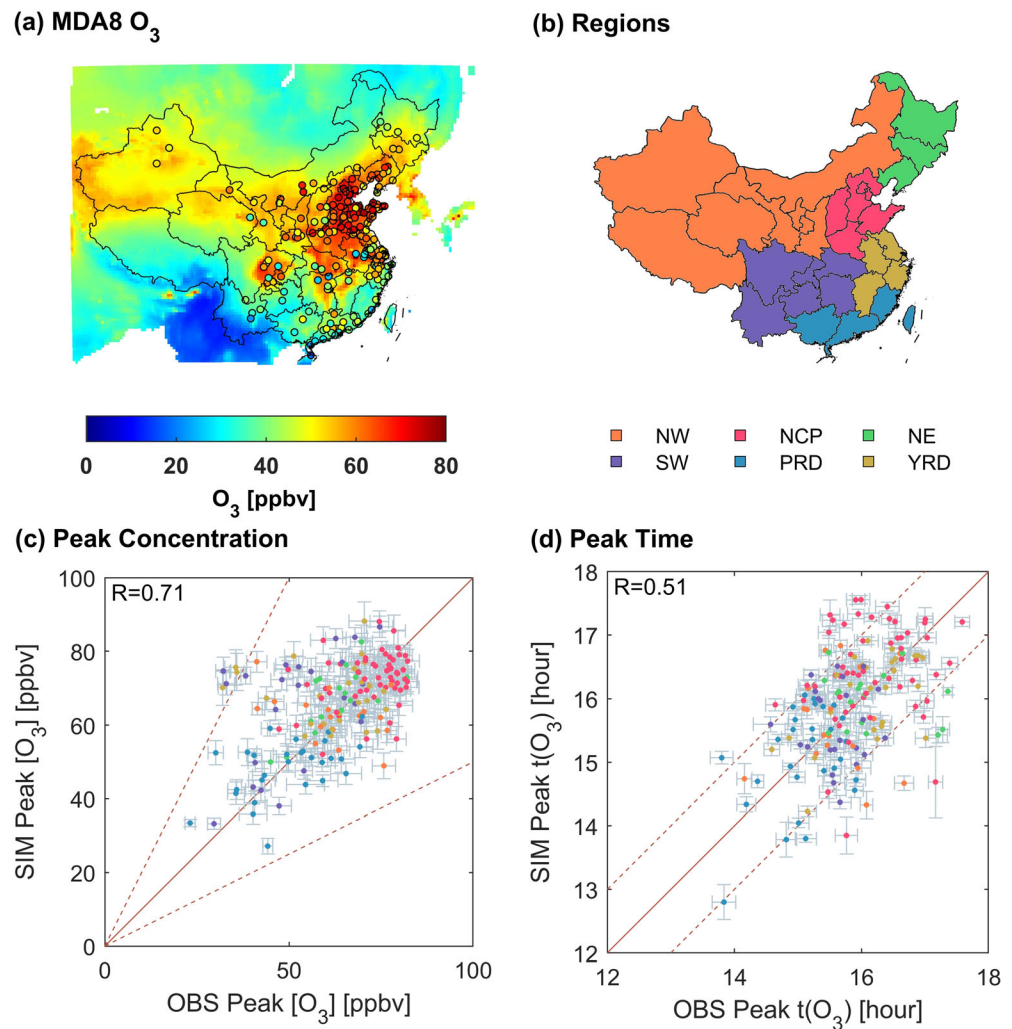 (a) MDA8 O3
(b) Regions
0 20 40 60 80
O3 [ppbv]
NW NCP NE
SW PRD YRD
(c) Peak Concentration
(d) Peak Time
R=0.71
100
80
60
40
20
0
0 50 100
SIM Peak [O3] [ppbv]
OBS Peak [O3] [ppbv]
R=0.51
18
17
16
15
14
13
12
12 14 16 18
SIM Peak t(O3) [hour]
OBS Peak t(O3) [hour]